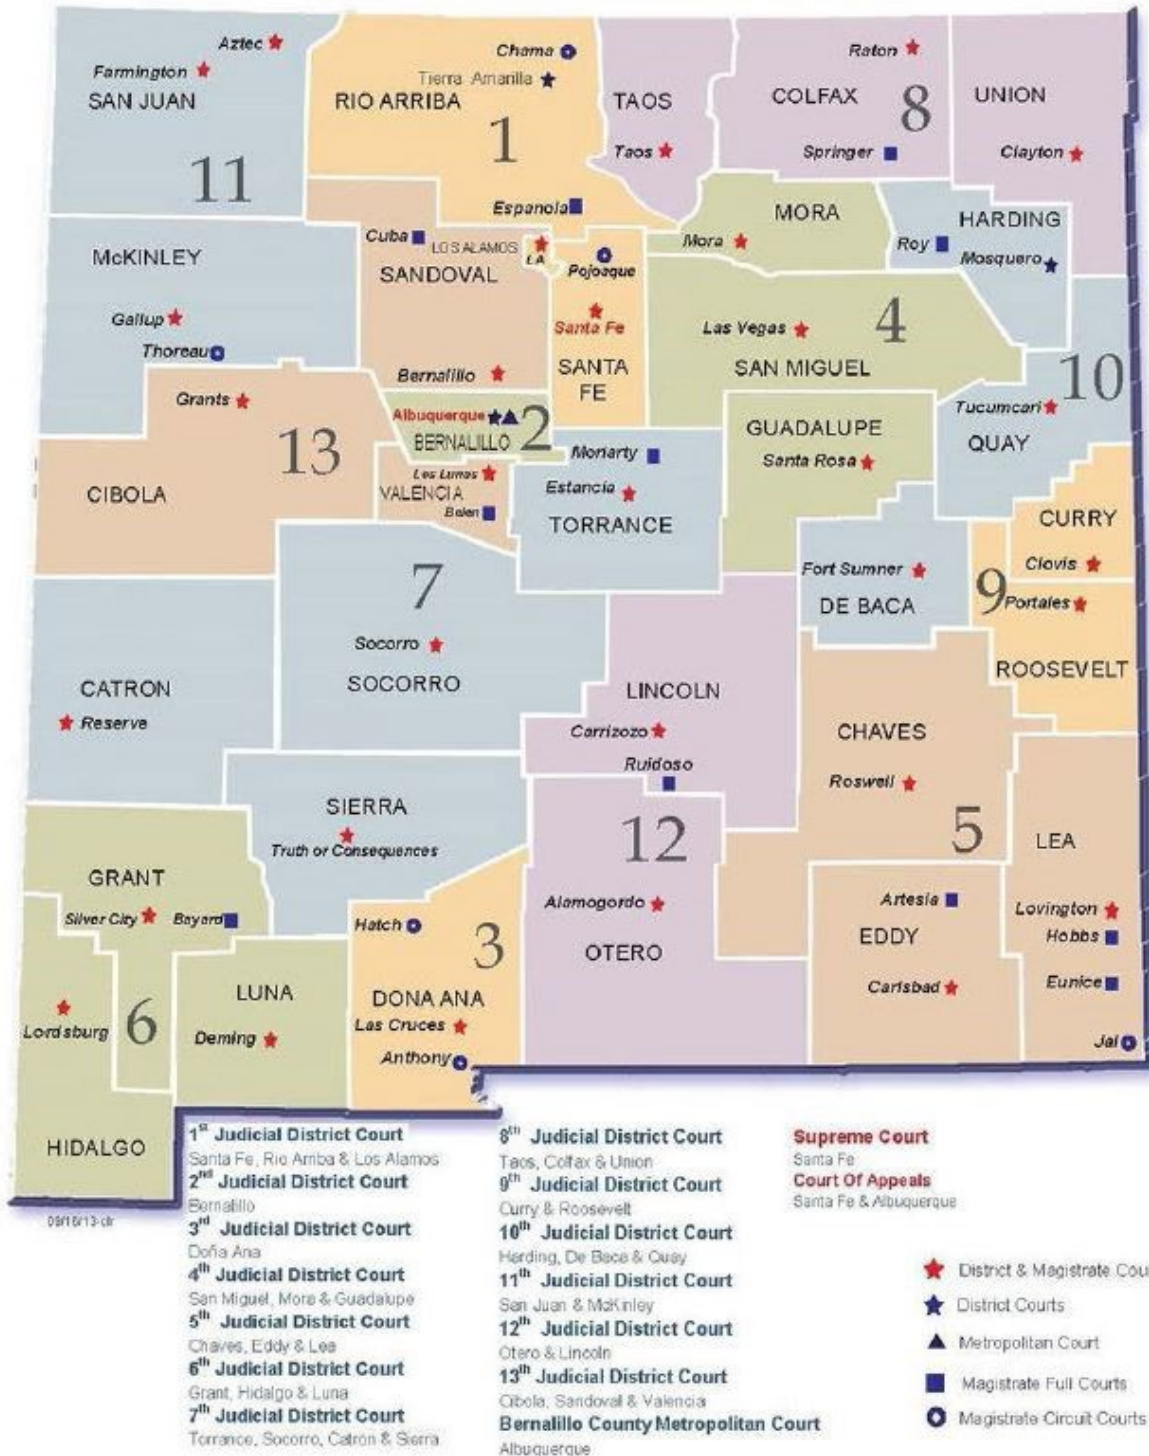 Aztec
Farmington
SAN JUAN
11
Chama
Tierra Amarilla
RIO ARRIBA
1
Espanola
TAOS
Taos
COLFAX
Raton
8
Springer
UNION
Clayton
McKINLEY
Gallup
Thoreau
Cuba
LOS ALAMOS
LA
SANDOVAL
Bernalillo
Pojoaque
Santa Fe
SANTA
FE
MORA
Mora
HARDING
Roy
Mosquero
Las Vegas
4
SAN MIGUEL
10
Tucumcari
QUAY
Grants
13
CIBOLA
Albuquerque
2
BERNALILLO
Los Lunas
VALENCIA
Belen
Moriarty
Estancia
TORRANCE
GUADALUPE
Santa Rosa
CURRY
Clovis
9
Portales
ROOSEVELT
Fort Sumner
DE BACA
7
Socorro
SOCORRO
CATRON
Reserve
LINCOLN
Carrizozo
Ruidoso
CHAVES
Roswell
5
SIERRA
Truth or Consequences
12
Alamogordo
OTERO
LEA
Lovington
Hobbs
Eunice
Jal
Artesia
EDDY
Carlsbad
GRANT
Silver City
Bayard
Lordsburg
6
LUNA
Deming
Hatch
3
DONA ANA
Las Cruces
Anthony
HIDALGO
09/16/13-clr
1st Judicial District Court
Santa Fe, Rio Arriba & Los Alamos
2nd Judicial District Court
Bernalillo
3rd Judicial District Court
Doña Ana
4th Judicial District Court
San Miguel, Mora & Guadalupe
5th Judicial District Court
Chaves, Eddy & Lea
6th Judicial District Court
Grant, Hidalgo & Luna
7th Judicial District Court
Torrance, Socorro, Catron & Sierra
8th Judicial District Court
Taos, Colfax & Union
9th Judicial District Court
Curry & Roosevelt
10th Judicial District Court
Harding, De Baca & Quay
11th Judicial District Court
San Juan & McKinley
12th Judicial District Court
Otero & Lincoln
13th Judicial District Court
Cibola, Sandoval & Valencia
Bernalillo County Metropolitan Court
Albuquerque
Supreme Court
Santa Fe
Court Of Appeals
Santa Fe & Albuquerque
District & Magistrate Cou
District Courts
Metropolitan Court
Magistrate Full Courts
Magistrate Circuit Courts